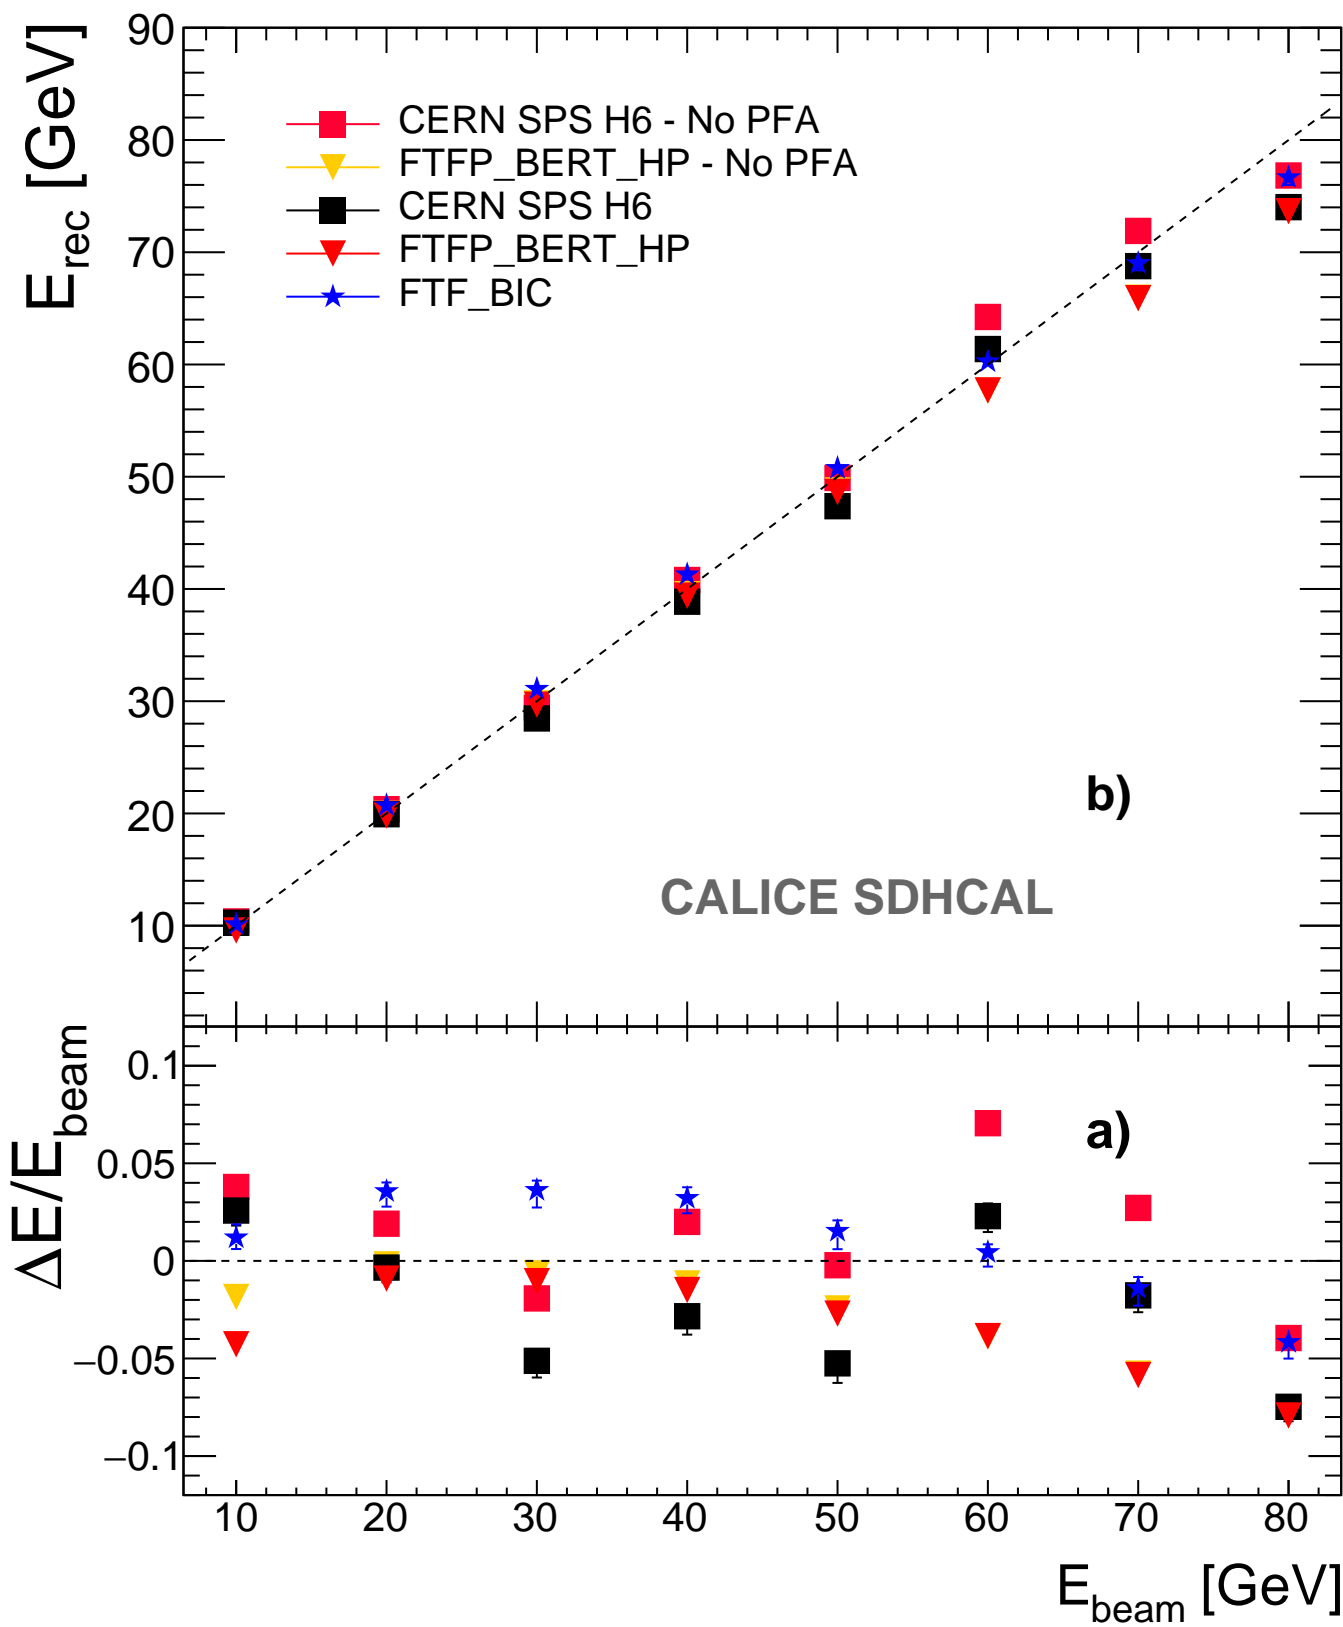 E_rec [GeV]
90
80
70
60
50
40
30
20
10
CERN SPS H6 - No PFA
FTFP_BERT_HP - No PFA
CERN SPS H6
FTFP_BERT_HP
FTF_BIC
b)
CALICE SDHCAL
ΔE/E_beam
0.1
0.05
0
−0.05
−0.1
a)
10 20 30 40 50 60 70 80
E_beam [GeV]